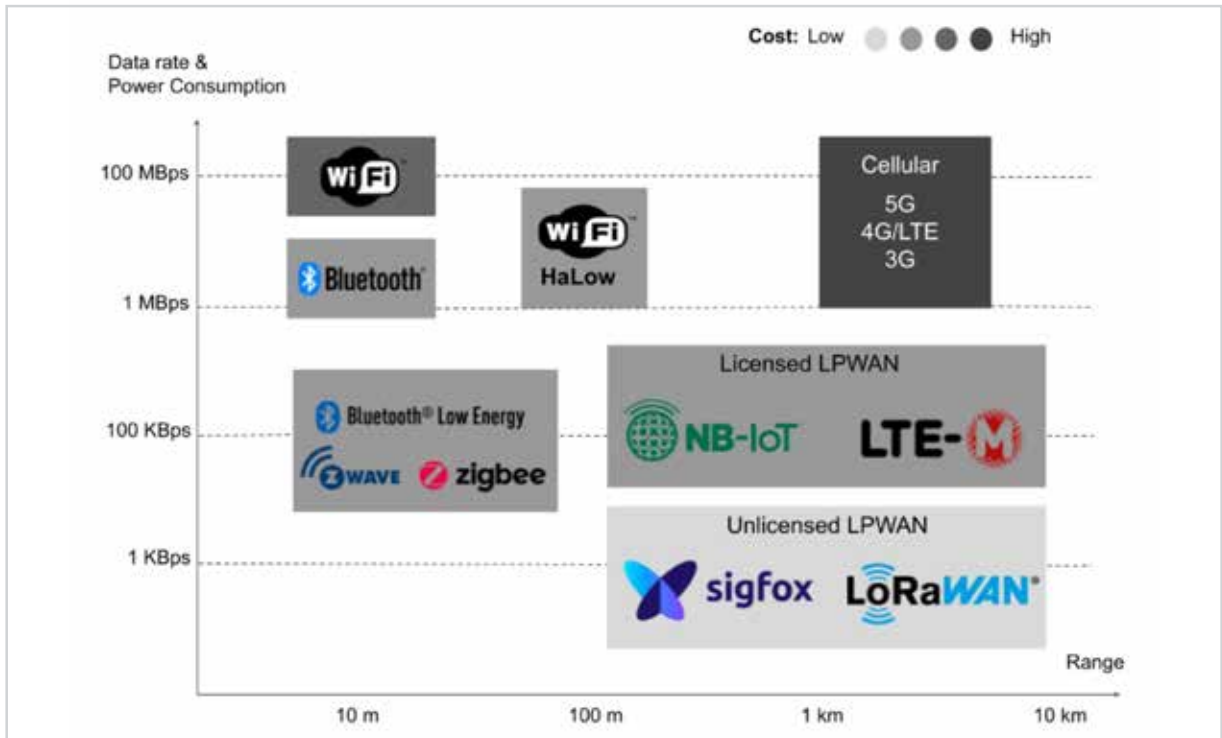 Cost: Low High
Data rate &
Power Consumption
100 MBps
WiFi
Cellular
5G
4G/LTE
3G
WiFi
HaLow
Bluetooth
1 MBps
Licensed LPWAN
Bluetooth® Low Energy
100 KBps
NB-IoT LTE-M
Z WAVE zigbee
Unlicensed LPWAN
1 KBps
sigfox LoRaWAN
Range
10 m 100 m 1 km 10 km